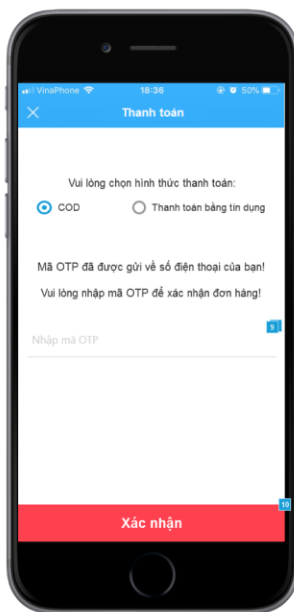 VinaPhone 18:36 50%
Thanh toán
Vui lòng chọn hình thức thanh toán:
COD Thanh toán bằng tín dụng
Mã OTP đã được gửi về số điện thoại của bạn!
Vui lòng nhập mã OTP để xác nhận đơn hàng!
9
Nhập mã OTP
10
Xác nhận